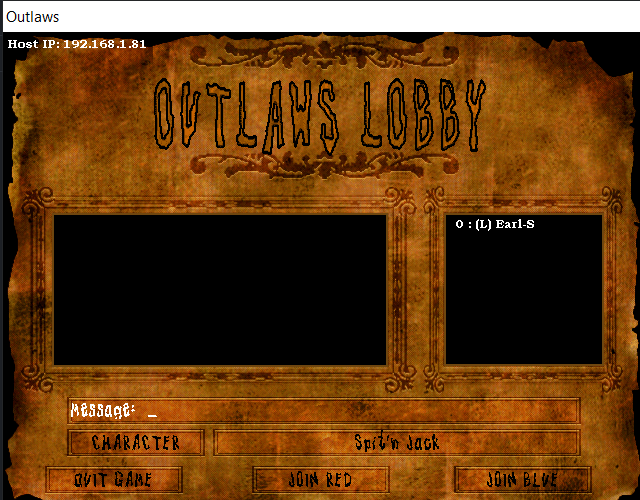 Outlaws
Host IP: 192.168.1.81
OUTLAWS LOBBY
0 : (L) Earl-S
Message: _
CHARACTER
Spit'n Jack
QUIT GAME
JOIN RED
JOIN BLUE